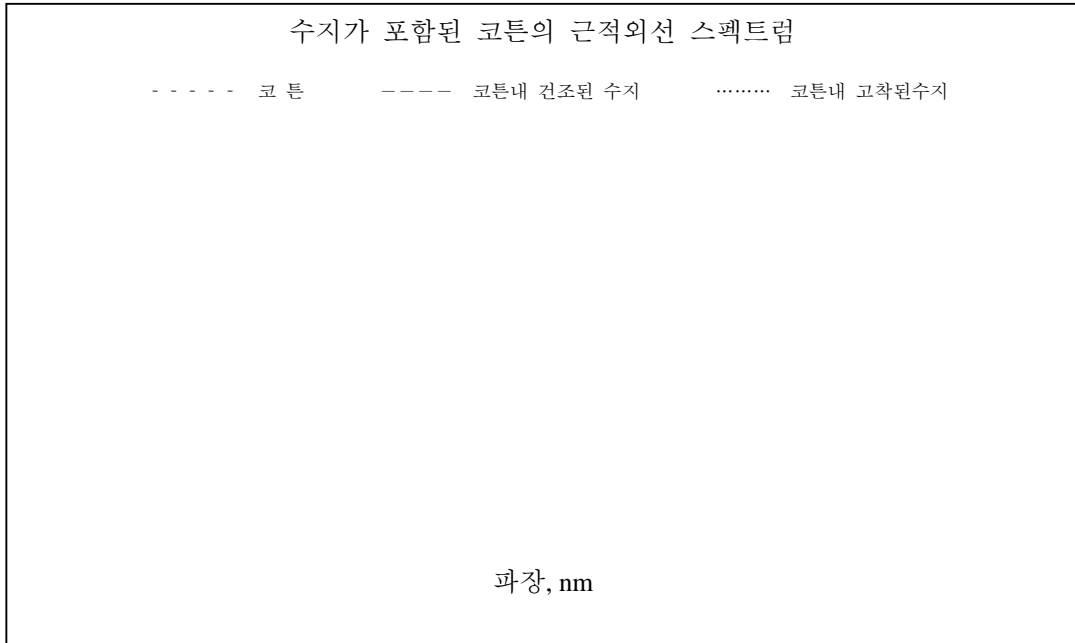 수지가 포함된 코튼의 근적외선 스펙트럼
- - - - - 코 튼 ---- 코튼내 건조된 수지 ⋯⋯⋯ 코튼내 고착된수지
파장, nm